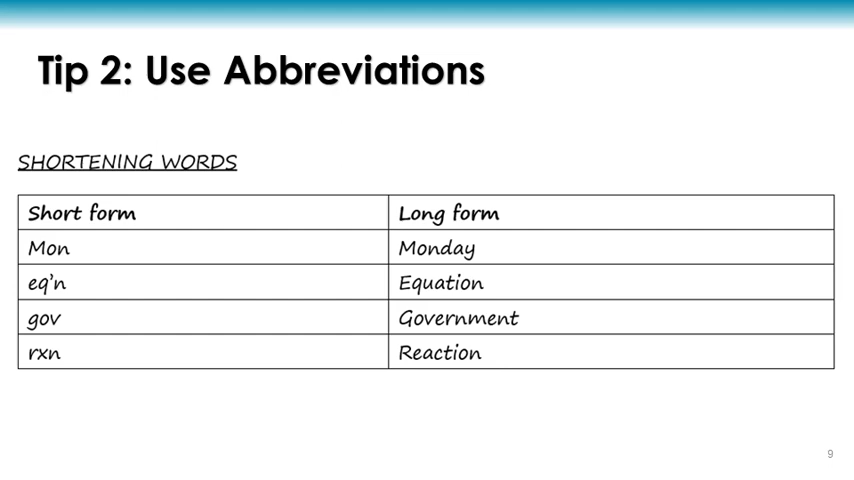 Tip 2: Use Abbreviations
SHORTENING WORDS
Short form Long form
Mon Monday
eq’n Equation
gov Government
rxn Reaction
9